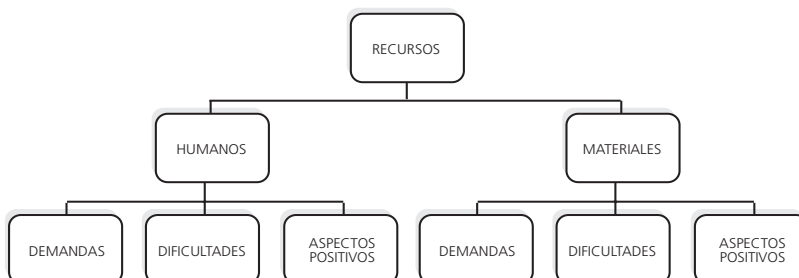 RECURSOS
HUMANOS
MATERIALES
DEMANDAS
DIFICULTADES
ASPECTOS
POSITIVOS
DEMANDAS
DIFICULTADES
ASPECTOS
POSITIVOS